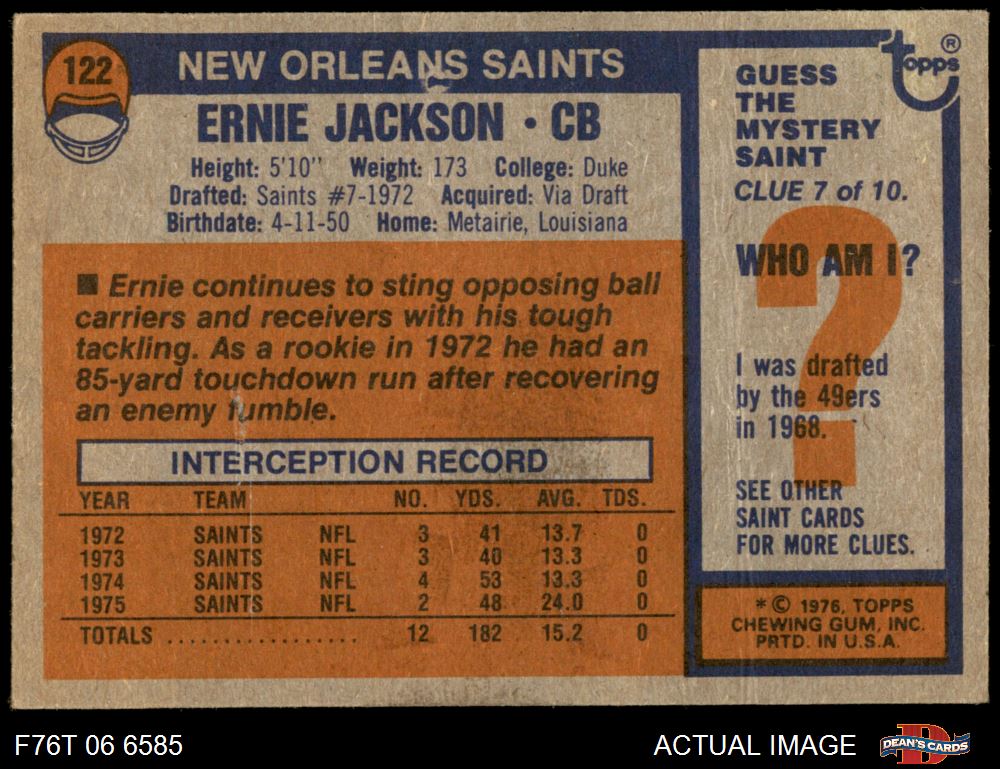 122
NEW ORLEANS SAINTS
ERNIE JACKSON • CB
Height: 5'10'' Weight: 173 College: Duke
Drafted: Saints #7-1972 Acquired: Via Draft
Birthdate: 4-11-50 Home: Metairie, Louisiana
■ Ernie continues to sting opposing ball
carriers and receivers with his tough
tackling. As a rookie in 1972 he had an
85-yard touchdown run after recovering
an enemy fumble.
INTERCEPTION RECORD
YEAR TEAM NO. YDS. AVG. TDS.
1972 SAINTS NFL 3 41 13.7 0
1973 SAINTS NFL 3 40 13.3 0
1974 SAINTS NFL 4 53 13.3 0
1975 SAINTS NFL 2 48 24.0 0
TOTALS .................. 12 182 15.2 0
topps ®
GUESS
THE
MYSTERY
SAINT
CLUE 7 of 10.
WHO AM I?
?
I was drafted
by the 49ers
in 1968.
SEE OTHER
SAINT CARDS
FOR MORE CLUES.
* © 1976, TOPPS
CHEWING GUM, INC.
PRTD. IN U.S.A.
F76T 06 6585
ACTUAL IMAGE
D
DEAN'S CARDS